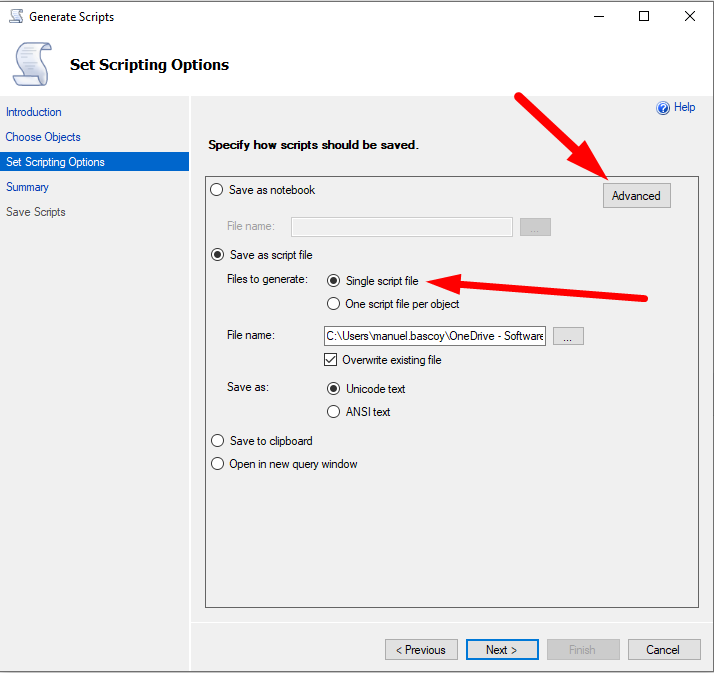 Generate Scripts
Set Scripting Options
Help
Introduction
Choose Objects
Set Scripting Options
Summary
Save Scripts
Specify how scripts should be saved.
Save as notebook
Advanced
File name:
...
Save as script file
Files to generate:
Single script file
One script file per object
File name:
C:\Users\manuel.bascoy\OneDrive - Software
...
Overwrite existing file
Save as:
Unicode text
ANSI text
Save to clipboard
Open in new query window
< Previous
Next >
Finish
Cancel